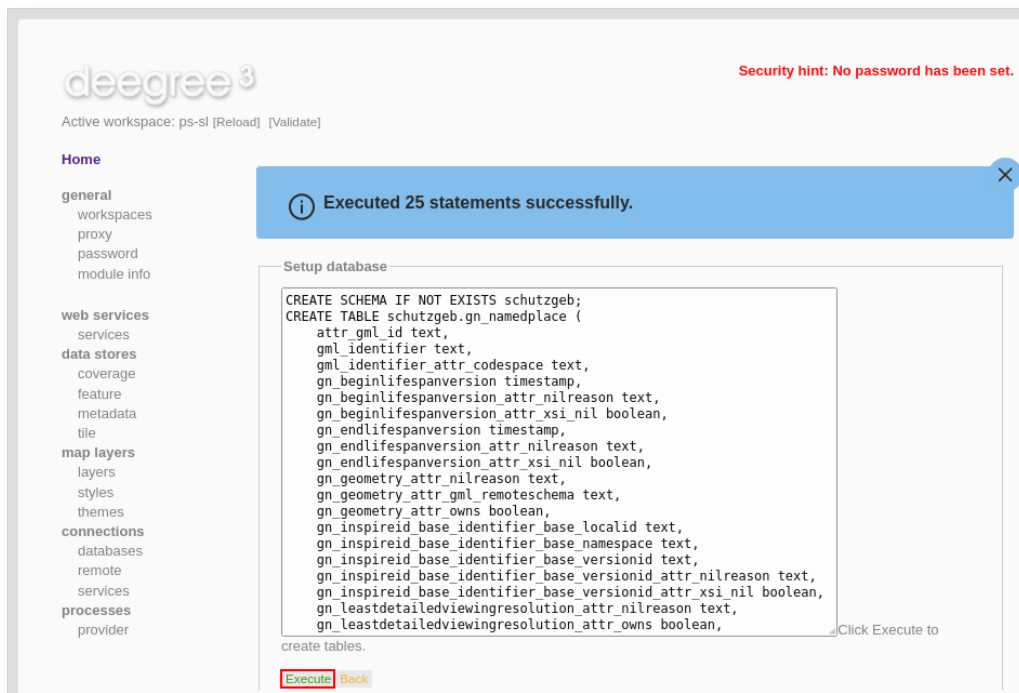 deegree 3
Security hint: No password has been set.
Active workspace: ps-sl [Reload] [Validate]
Home
general
workspaces
proxy
password
module info
web services
services
data stores
coverage
feature
metadata
tile
map layers
layers
styles
themes
connections
databases
remote
services
processes
provider
Executed 25 statements successfully.
Setup database
CREATE SCHEMA IF NOT EXISTS schutzgeb;
CREATE TABLE schutzgeb.gn_namedplace (
attr_gml_id text,
gml_identifier text,
gml_identifier_attr_codespace text,
gn_beginlifespanversion timestamp,
gn_beginlifespanversion_attr_nilreason text,
gn_beginlifespanversion_attr_xsi_nil boolean,
gn_endlifespanversion timestamp,
gn_endlifespanversion_attr_nilreason text,
gn_endlifespanversion_attr_xsi_nil boolean,
gn_geometry_attr_nilreason text,
gn_geometry_attr_gml_remoteschema text,
gn_geometry_attr_owns boolean,
gn_inspireid_base_identifier_base_localid text,
gn_inspireid_base_identifier_base_namespace text,
gn_inspireid_base_identifier_base_versionid text,
gn_inspireid_base_identifier_base_versionid_attr_nilreason text,
gn_inspireid_base_identifier_base_versionid_attr_xsi_nil boolean,
gn_leastdetailedviewingresolution_attr_nilreason text,
gn_leastdetailedviewingresolution_attr_owns boolean,
Click Execute to
create tables.
Execute Back